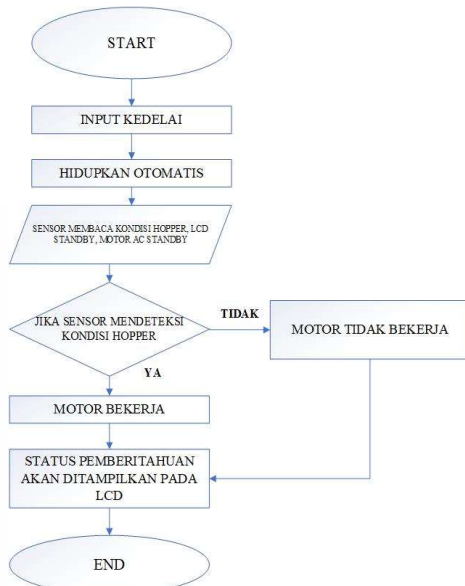 START
INPUT KEDELAI
HIDUPKAN OTOMATIS
SENSOR MEMBACA KONDISI HOPPER, LCD
STANDBY, MOTOR AC STANDBY
JIKA SENSOR MENDETEKSI
KONDISI HOPPER
TIDAK
MOTOR TIDAK BEKERJA
YA
MOTOR BEKERJA
STATUS PEMBERITAHUAN
AKAN DITAMPILKAN PADA
LCD
END